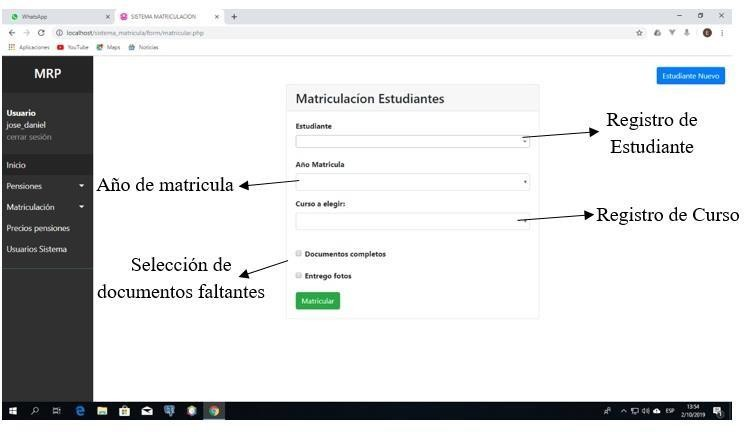 WhatsApp
SISTEMA MATRICULACION
localhost/sistema_matricula/form/matricular.php
Aplicaciones YouTube Maps Noticias
MRP
Estudiante Nuevo
Usuario
jose_daniel
cerrar sesión
Inicio
Pensiones
Matriculación
Precios pensiones
Usuarios Sistema
Matriculacíon Estudiantes
Estudiante
Año Matricula
Curso a elegir:
Documentos completos
Entrego fotos
Matricular
Registro de
Estudiante
Año de matricula
Registro de Curso
Selección de
documentos faltantes
ESP
13:54
2/10/2019